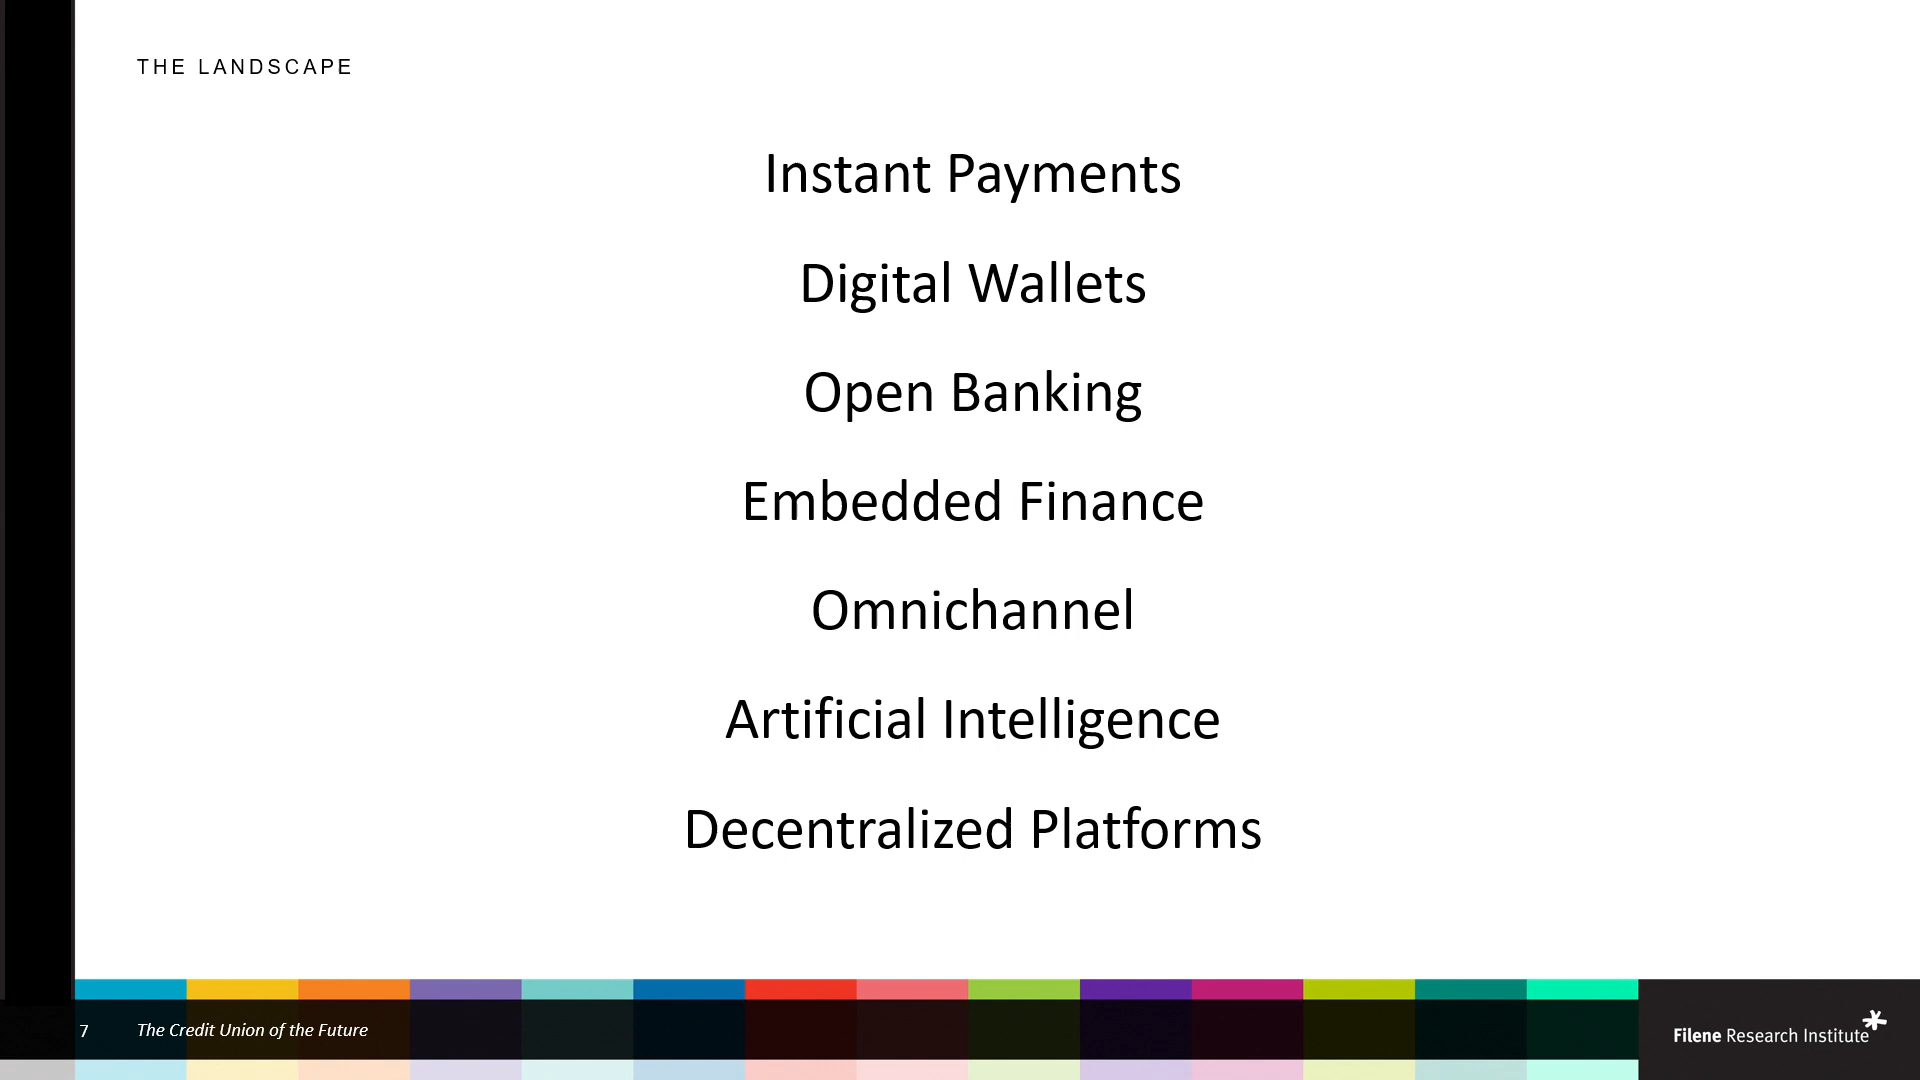 THE LANDSCAPE
Instant Payments
Digital Wallets
Open Banking
Embedded Finance
Omnichannel
Artificial Intelligence
Decentralized Platforms
7 The Credit Union of the Future
Filene Research Institute